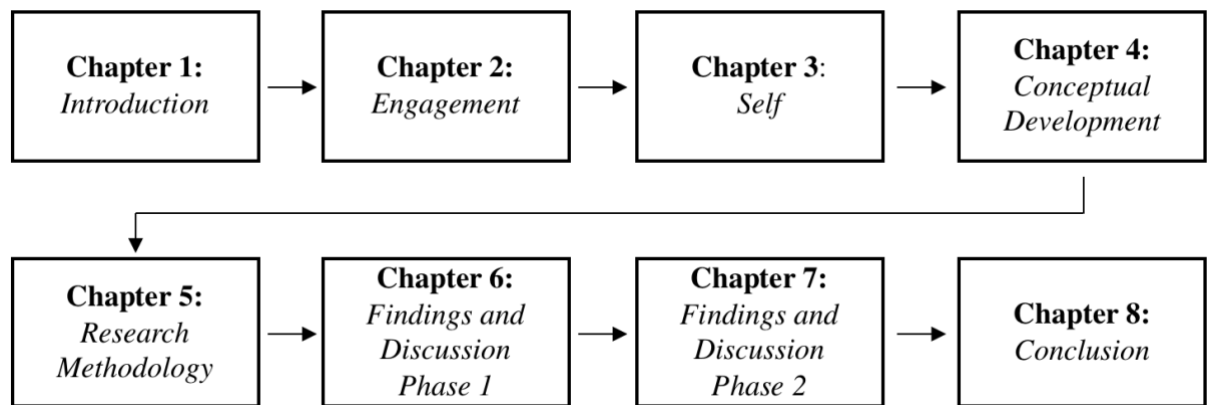 Chapter 1:
Introduction
Chapter 2:
Engagement
Chapter 3:
Self
Chapter 4:
Conceptual
Development
Chapter 5:
Research
Methodology
Chapter 6:
Findings and
Discussion
Phase 1
Chapter 7:
Findings and
Discussion
Phase 2
Chapter 8:
Conclusion